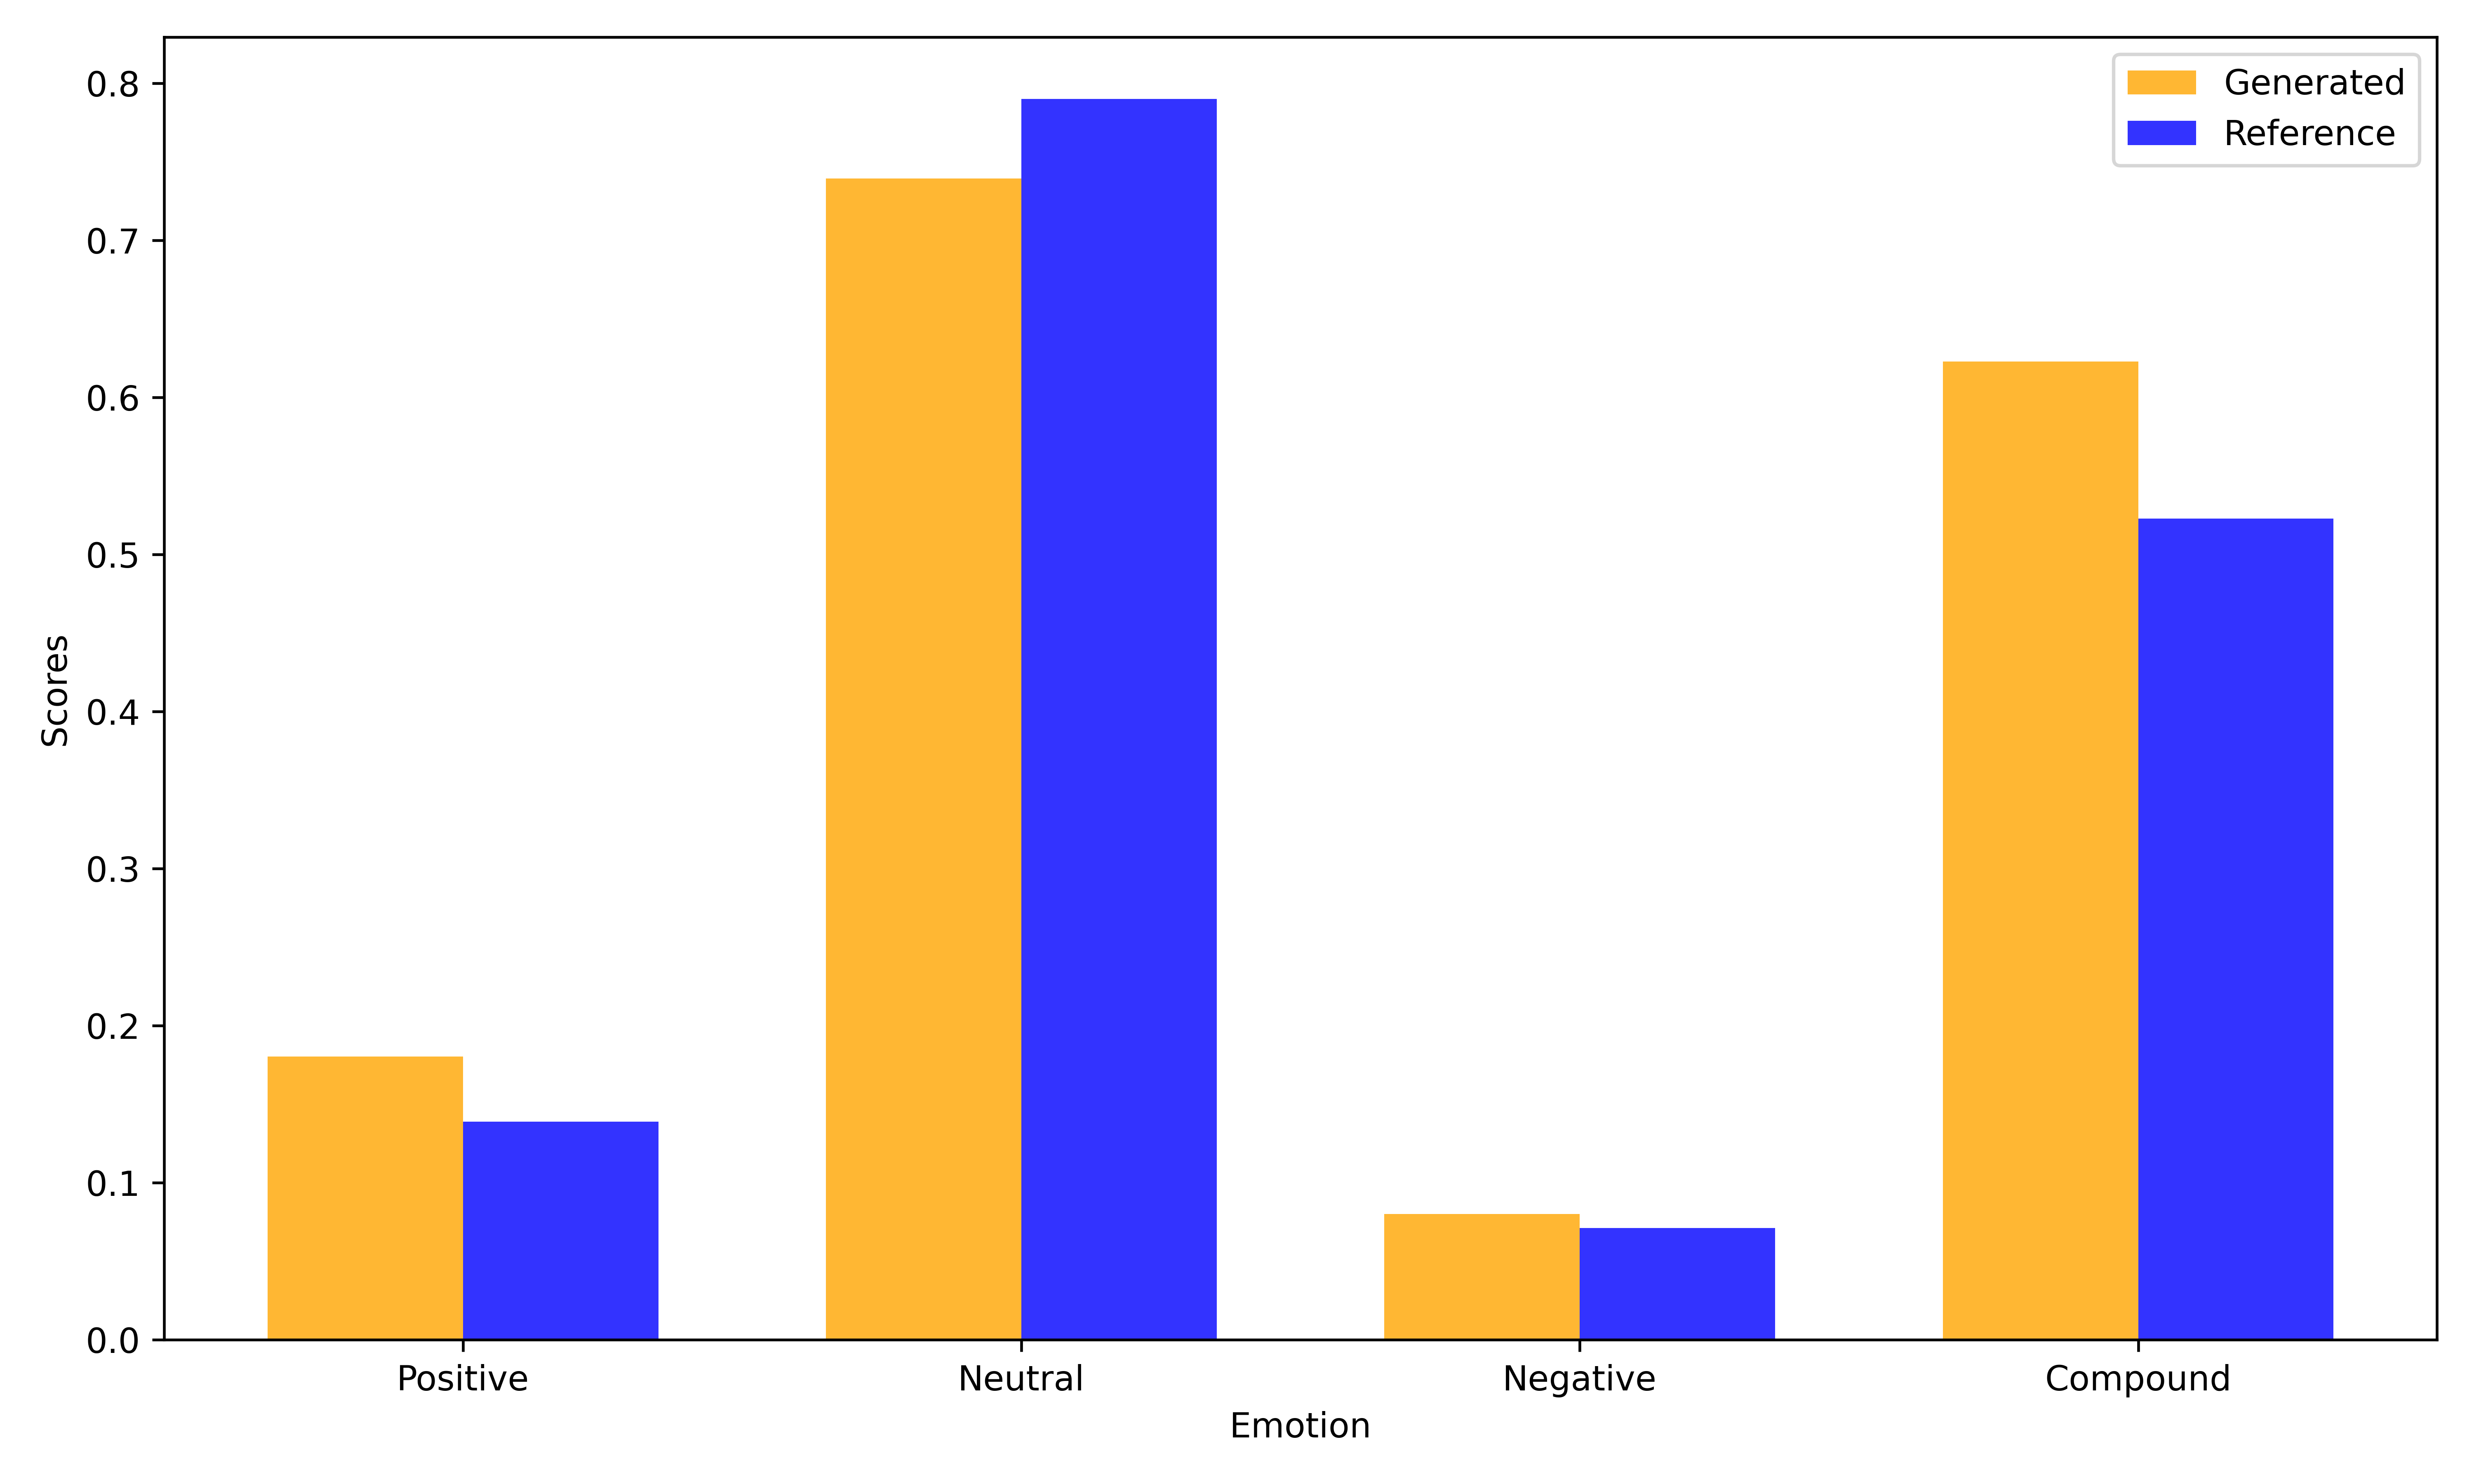 Generated
Reference
0.8
0.7
0.6
0.5
0.4
0.3
0.2
0.1
0.0
Scores
Positive
Neutral
Negative
Compound
Emotion